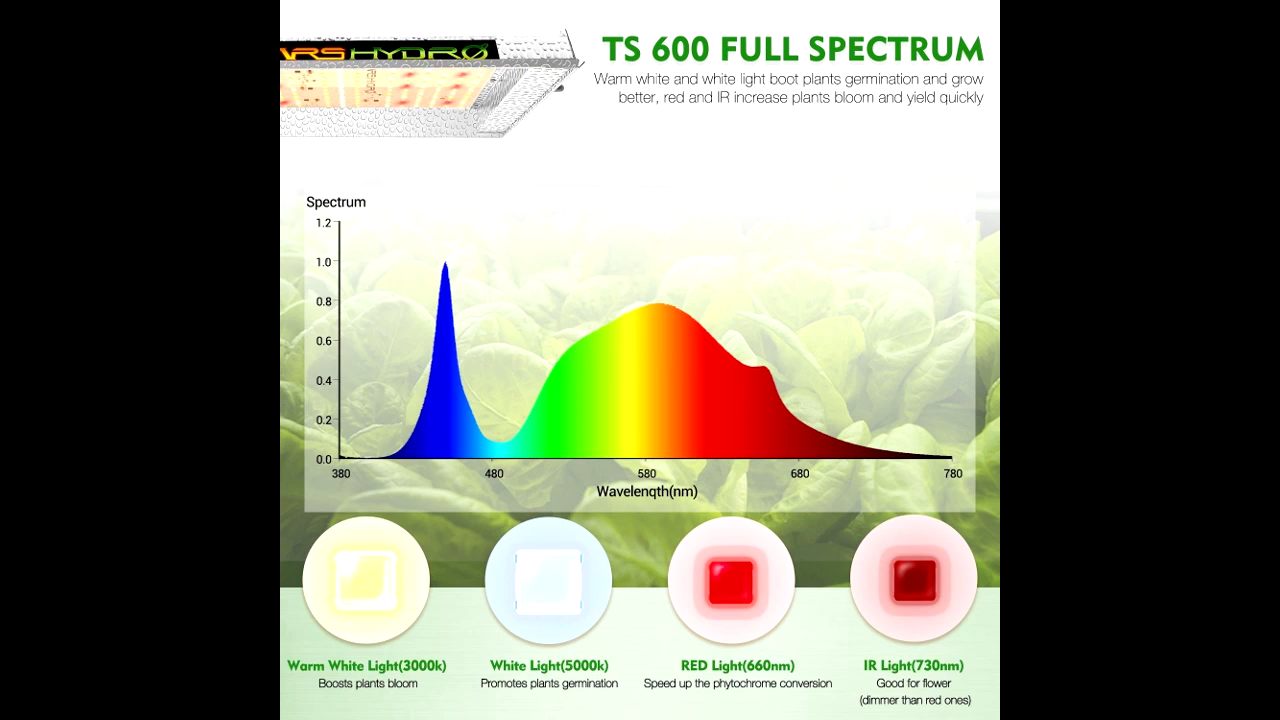 ARS HYDRO
TS 600 FULL SPECTRUM
Warm white and white light boot plants germination and grow
better, red and IR increase plants bloom and yield quickly
Spectrum
1.2
1.0
0.8
0.6
0.4
0.2
0.0
380 480 580 680 780
Wavelenqth(nm)
Warm White Light(3000k) White Light(5000k) RED Light(660nm) IR Light(730nm)
Boosts plants bloom Promotes plants germination Speed up the phytochrome conversion Good for flower
(dimmer than red ones)